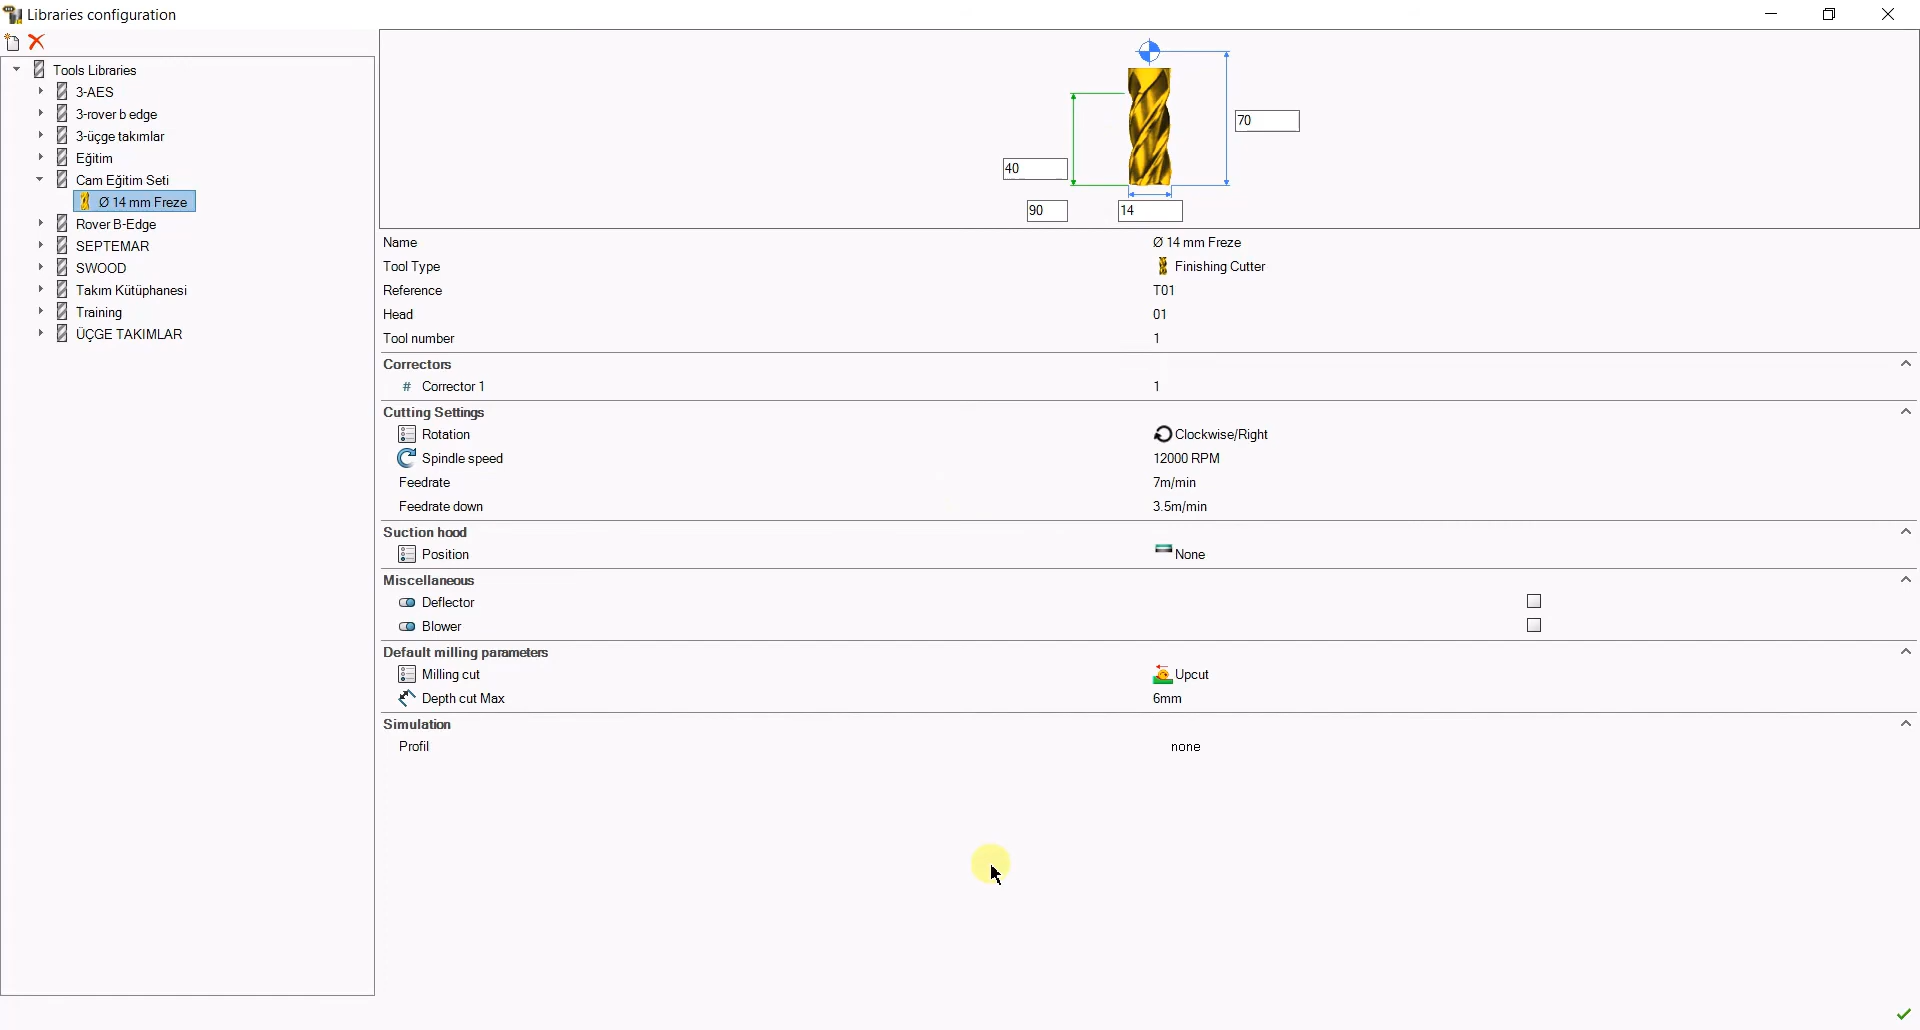 Libraries configuration
Tools Libraries
3-AES
3-rover b edge
3-üçge takımlar
Eğitim
Cam Eğitim Seti
Ø 14 mm Freze
Rover B-Edge
SEPTEMAR
SWOOD
Takım Kütüphanesi
Training
ÜÇGE TAKIMLAR
70
40
90
14
Name Ø 14 mm Freze
Tool Type Finishing Cutter
Reference T01
Head 01
Tool number 1
Correctors
# Corrector 1 1
Cutting Settings
Rotation Clockwise/Right
Spindle speed 12000 RPM
Feedrate 7m/min
Feedrate down 3.5m/min
Suction hood
Position None
Miscellaneous
Deflector
Blower
Default milling parameters
Milling cut Upcut
Depth cut Max 6mm
Simulation
Profil none